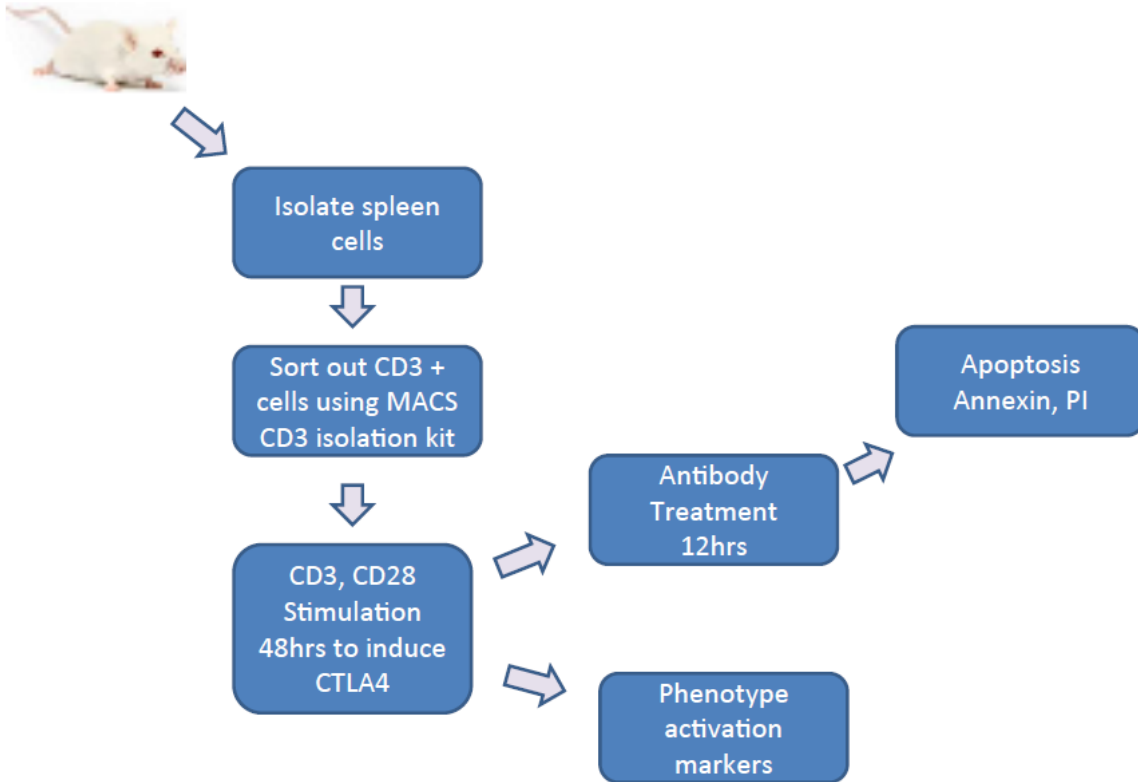 Isolate spleen
cells
Sort out CD3 +
cells using MACS
CD3 isolation kit
CD3, CD28
Stimulation
48hrs to induce
CTLA4
Antibody
Treatment
12hrs
Apoptosis
Annexin, PI
Phenotype
activation
markers